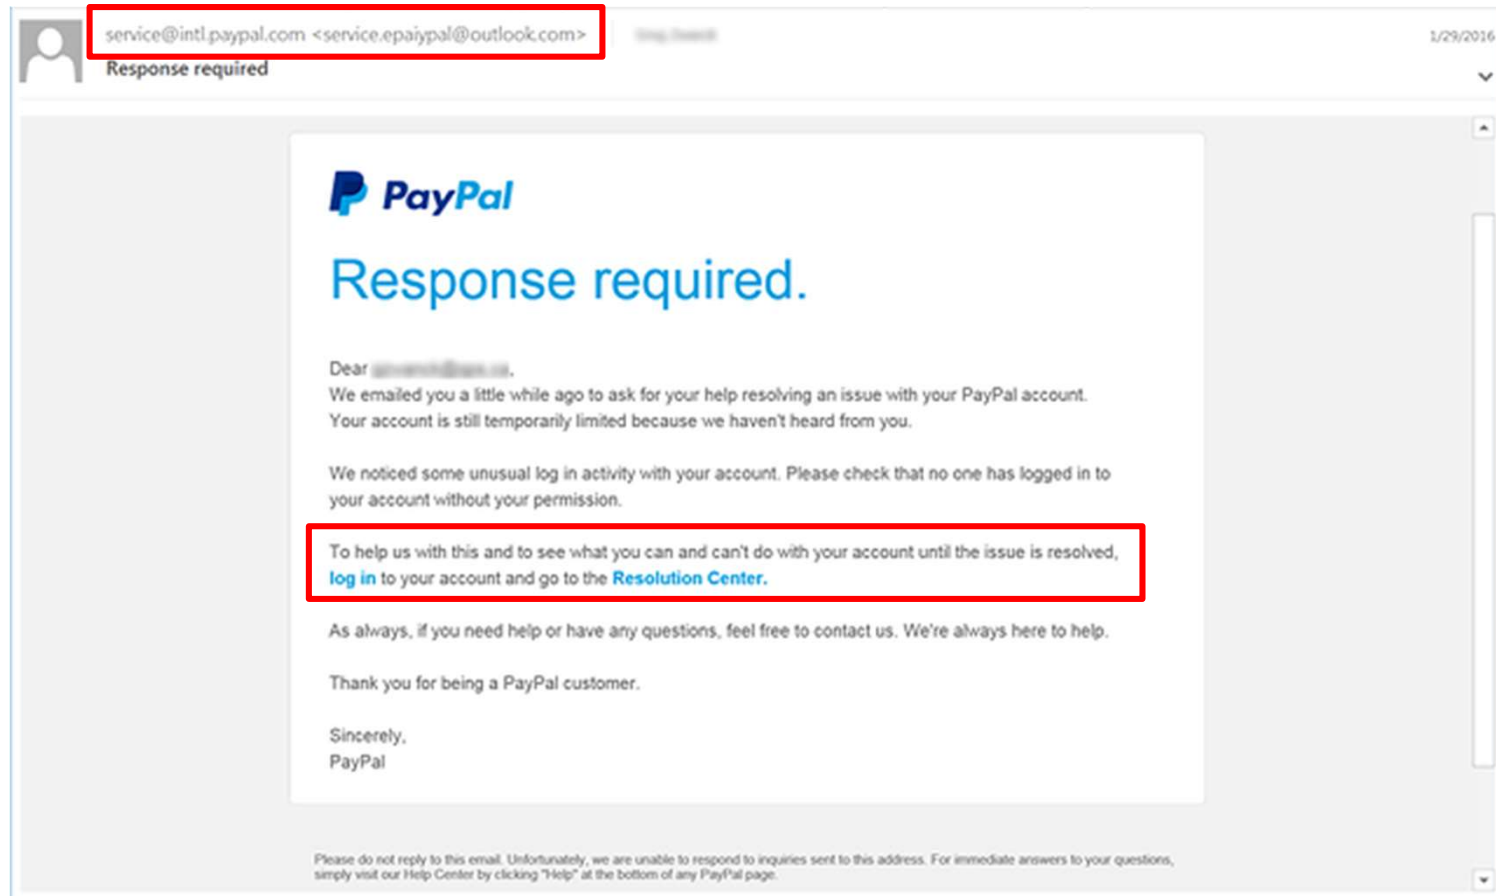 service@intl.paypal.com <service.epaiypal@outlook.com>
1/29/2016
Response required
PayPal
Response required.
Dear ,
We emailed you a little while ago to ask for your help resolving an issue with your PayPal account.
Your account is still temporarily limited because we haven't heard from you.
We noticed some unusual log in activity with your account. Please check that no one has logged in to
your account without your permission.
To help us with this and to see what you can and can't do with your account until the issue is resolved,
log in to your account and go to the Resolution Center.
As always, if you need help or have any questions, feel free to contact us. We're always here to help.
Thank you for being a PayPal customer.
Sincerely,
PayPal
Please do not reply to this email. Unfortunately, we are unable to respond to inquiries sent to this address. For immediate answers to your questions,
simply visit our Help Center by clicking "Help" at the bottom of any PayPal page.